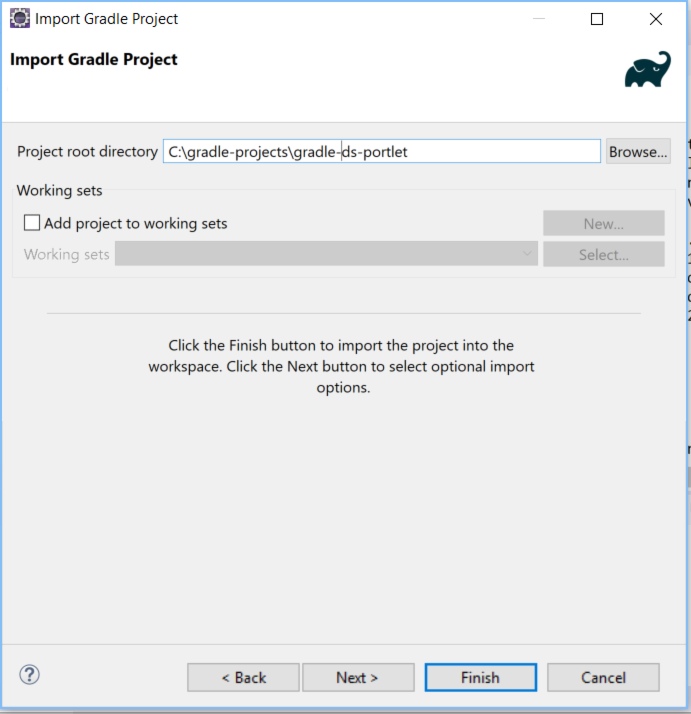 Import Gradle Project
Import Gradle Project
Project root directory C:\gradle-projects\gradle-ds-portlet Browse...
Working sets
Add project to working sets New...
Working sets Select...
Click the Finish button to import the project into the
workspace. Click the Next button to select optional import
options.
? < Back Next > Finish Cancel